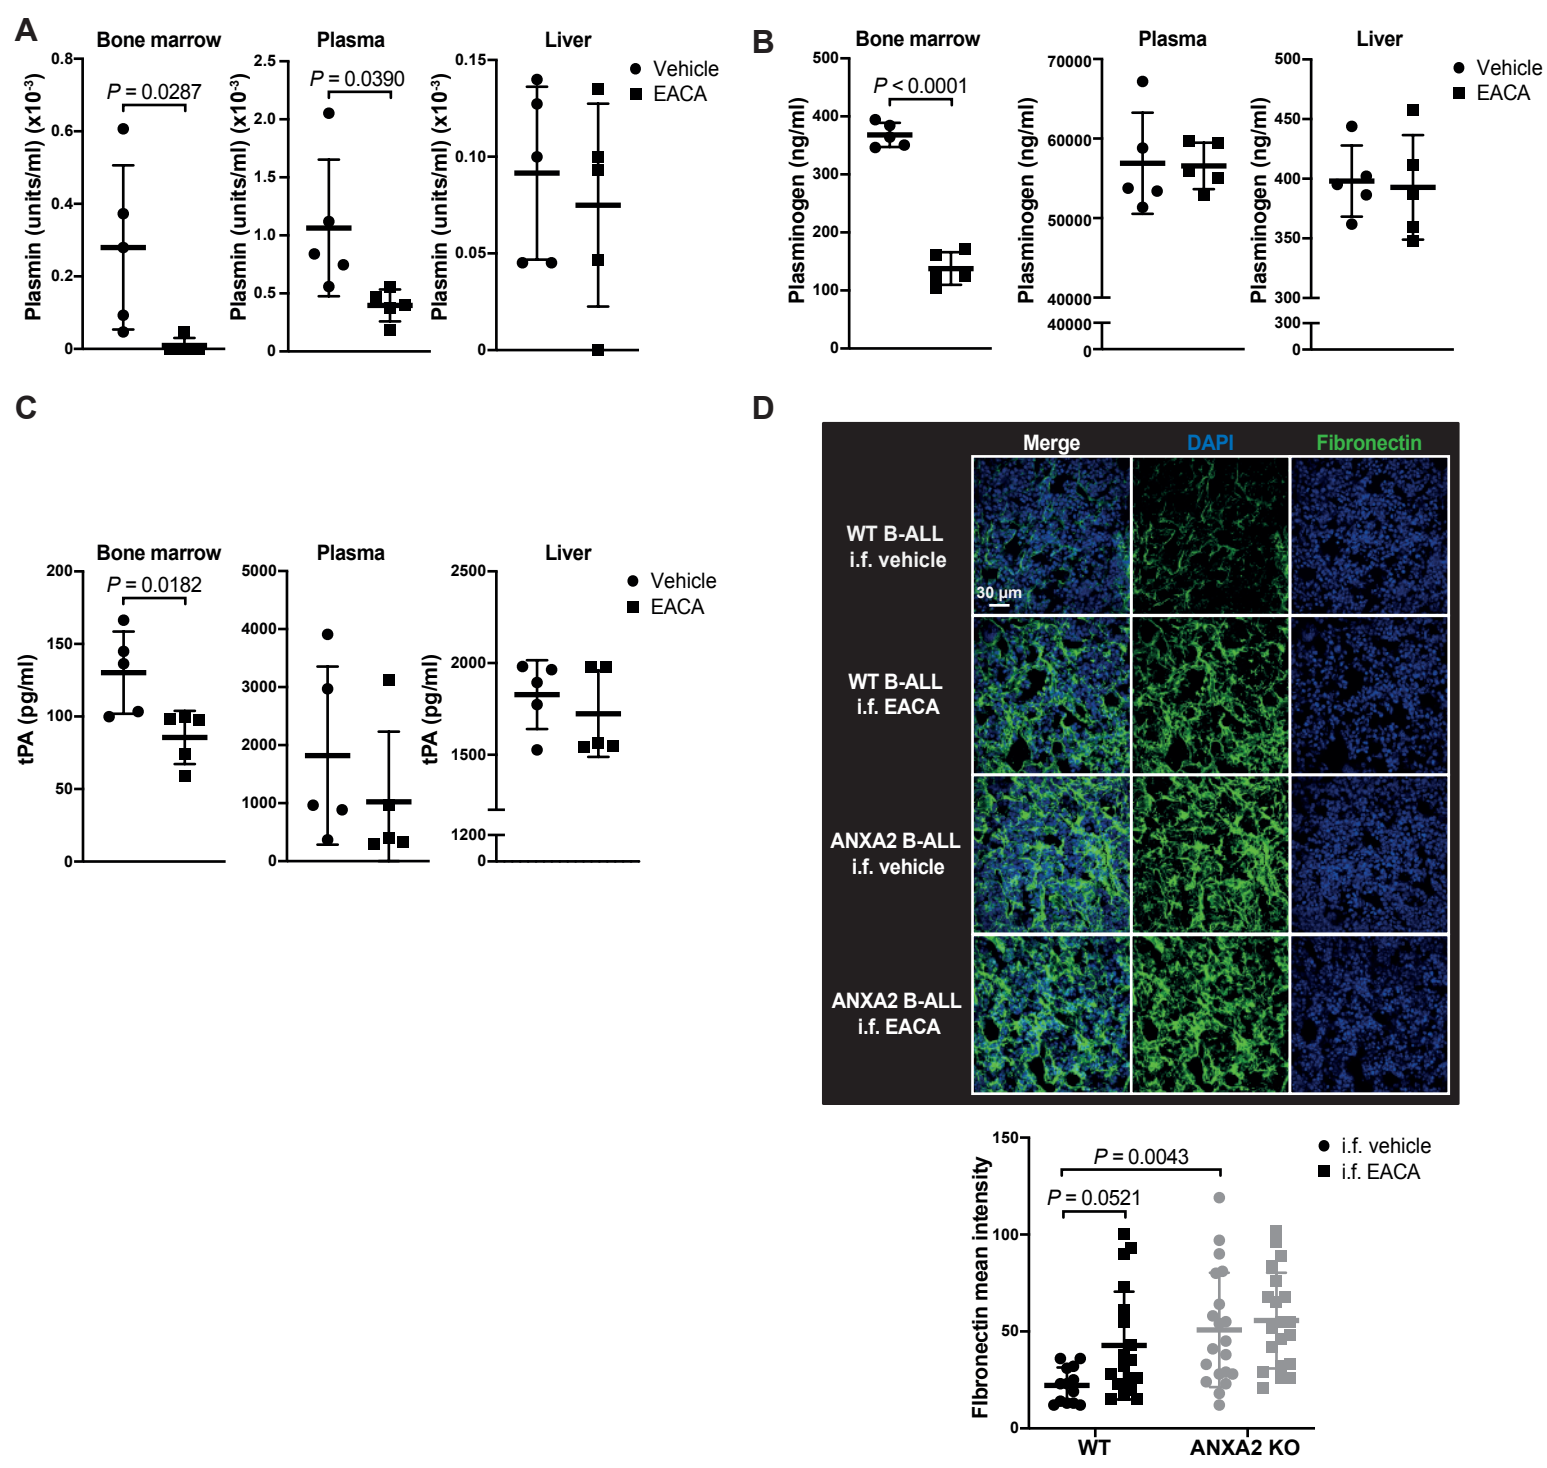 A
Bone marrow
Plasma
Liver
Vehicle
EACA
Plasmin (units/ml) (x10⁻³)
0.8
0.6
0.4
0.2
0
P = 0.0287
Plasmin (units/ml) (x10⁻³)
2.5
2.0
1.5
1.0
0.5
0
P = 0.0390
Plasmin (units/ml) (x10⁻³)
0.15
0.10
0.05
0
B
Bone marrow
Plasma
Liver
Vehicle
EACA
Plasminogen (ng/ml)
500
400
300
200
100
0
P < 0.0001
Plasminogen (ng/ml)
70000
60000
50000
40000
40000
0
Plasminogen (ng/ml)
500
450
400
350
300
300
0
C
Bone marrow
Plasma
Liver
Vehicle
EACA
tPA (pg/ml)
200
150
100
50
0
P = 0.0182
5000
4000
3000
2000
1000
0
tPA (pg/ml)
2500
2000
1500
1200
0
D
Merge DAPI Fibronectin
WT B-ALL
i.f. vehicle
30 µm
WT B-ALL
i.f. EACA
ANXA2 B-ALL
i.f. vehicle
ANXA2 B-ALL
i.f. EACA
FIbronectin mean intensity
150
100
50
0
P = 0.0043
P = 0.0521
i.f. vehicle
i.f. EACA
WT
ANXA2 KO